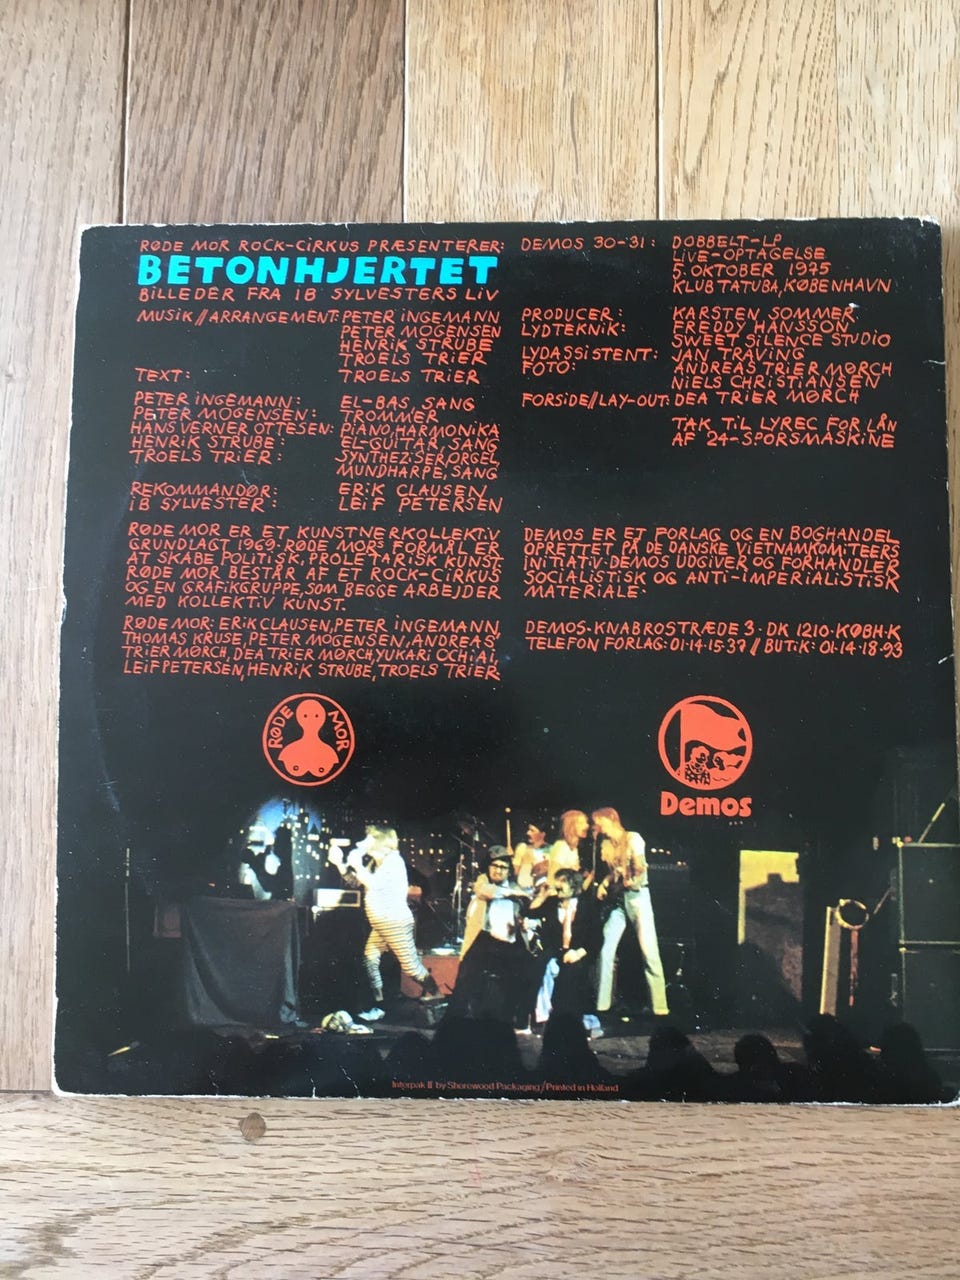 RØDE MOR ROCK-CIRKUS PRÆSENTERER:
BETONHJERTET
BILLEDER FRA IB SYLVESTERS LIV
MUSIK//ARRANGEMENT: PETER INGEMANN
PETER MOGENSEN
HENRIK STRUBE
TROELS TRIER
TEXT: TROELS TRIER
PETER INGEMANN: EL-BAS, SANG
PETER MOGENSEN: TROMMER
HANS VERNER OTTESEN: PIANO, HARMONIKA
HENRIK STRUBE: EL-GUITAR, SANG
TROELS TRIER: SYNTHEZISER, ORGEL
MUNDHARPE, SANG
REKOMMANDØR: ERIK CLAUSEN
IB SYLVESTER: LEIF PETERSEN
RØDE MOR ER ET KUNSTNERKOLLEKTIV
GRUNDLAGT 1969. RØDE MORS FORMÅL ER
AT SKABE POLITISK, PROLETARISK KUNST.
RØDE MOR BESTÅR AF ET ROCK-CIRKUS
OG EN GRAFIKGRUPPE, SOM BEGGE ARBEJDER
MED KOLLEKTIV KUNST.
RØDE MOR: ERIK CLAUSEN, PETER INGEMANN,
THOMAS KRUSE, PETER MOGENSEN, ANDREAS
TRIER MØRCH, DEA TRIER MØRCH, YUKARI OCHIAI,
LEIF PETERSEN, HENRIK STRUBE, TROELS TRIER
DEMOS 30-31: DOBBELT-LP
LIVE-OPTAGELSE
5. OKTOBER 1975
KLUB TATUBA, KØBENHAVN
PRODUCER: KARSTEN SOMMER
LYDTEKNIK: FREDDY HANSSON
SWEET SILENCE STUDIO
LYDASSISTENT: JAN TRAVING
FOTO: ANDREAS TRIER MØRCH
NIELS CHRISTIANSEN
FORSIDE//LAY-OUT: DEA TRIER MØRCH
TAK TIL LYREC FOR LÅN
AF 24-SPORSMASKINE
DEMOS ER ET FORLAG OG EN BOGHANDEL
OPRETTET PÅ DE DANSKE VIETNAMKOMITEERS
INITIATIV. DEMOS UDGIVER OG FORHANDLER
SOCIALISTISK OG ANTI-IMPERIALISTISK
MATERIALE.
DEMOS. KNABROSTRÆDE 3. DK 1210. KØBH-K
TELEFON FORLAG: 01-14-15-37 // BUTIK: 01-14-18-93
RØDE MOR
Demos
Interpak II by Shorewood Packaging/Printed in Holland